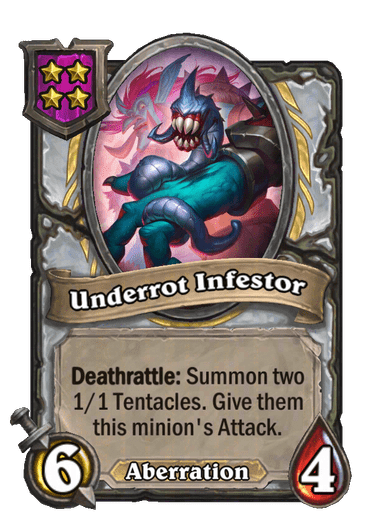 Underrot Infestor
Deathrattle: Summon two
1/1 Tentacles. Give them
this minion's Attack.
6
Aberration
4